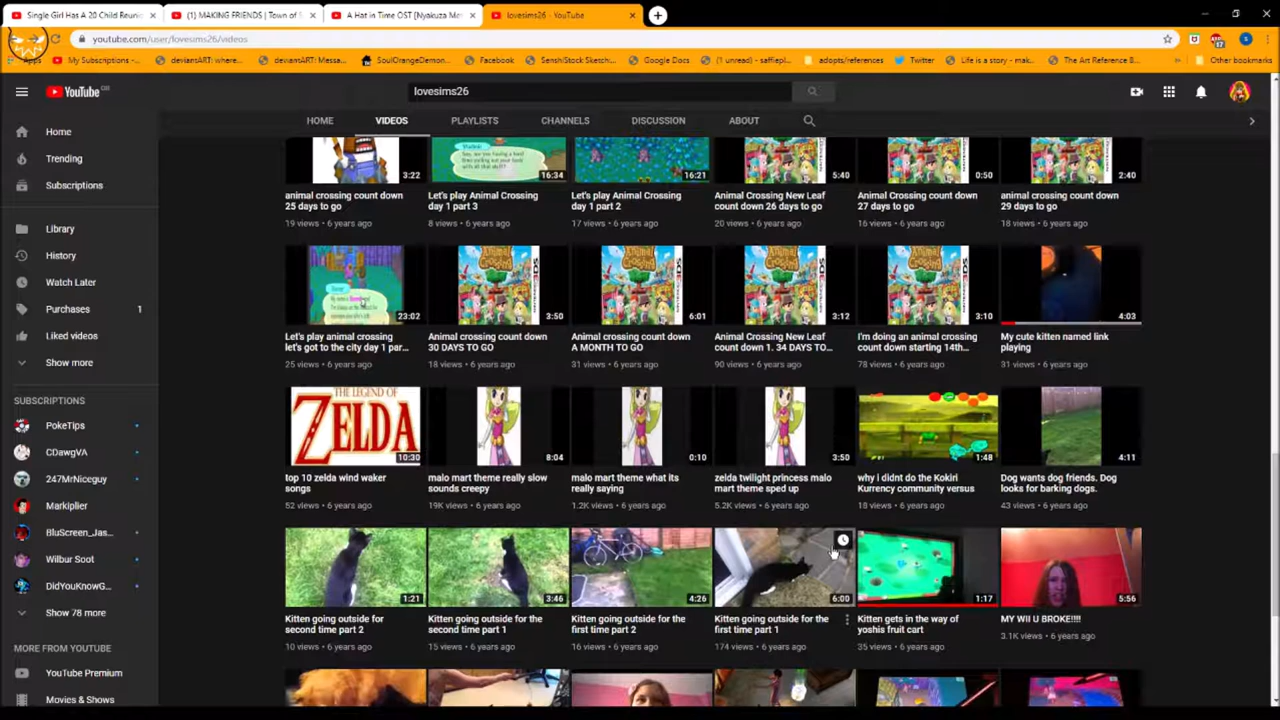 Single Girl Has A 20 Child Reuni
(1) MAKING FRIENDS | Town of S
A Hat in Time OST [Nyakuza Me
lovesims26 - YouTube
youtube.com/user/lovesims26/videos
Apps
My Subscriptions -...
deviantART: where...
deviantART: Messa...
SoulOrangeDemon...
Facebook
SenshiStock Sketch...
Google Docs
(1 unread) - saffiepl...
adopts/references
Twitter
Life is a story - mak...
The Art Reference B...
Other bookmarks
YouTube GB
lovesims26
HOME
VIDEOS
PLAYLISTS
CHANNELS
DISCUSSION
ABOUT
Home
Trending
Subscriptions
Library
History
Watch Later
Purchases 1
Liked videos
Show more
SUBSCRIPTIONS
PokeTips
CDawgVA
247MrNiceguy
Markiplier
BluScreen_Jas...
Wilbur Soot
DidYouKnowG...
Show 78 more
MORE FROM YOUTUBE
YouTube Premium
Movies & Shows
3:22
animal crossing count down
25 days to go
19 views • 6 years ago
16:34
Let's play Animal Crossing
day 1 part 3
8 views • 6 years ago
16:21
Let's play Animal Crossing
day 1 part 2
17 views • 6 years ago
5:40
Animal Crossing New Leaf
count down 26 days to go
20 views • 6 years ago
0:50
Animal Crossing count down
27 days to go
16 views • 6 years ago
2:40
animal crossing count down
29 days to go
18 views • 6 years ago
23:02
Let's play animal crossing
let's got to the city day 1 par...
25 views • 6 years ago
Animal Crossing
3:50
Animal crossing count down
30 DAYS TO GO
18 views • 6 years ago
Animal Crossing
6:01
Animal crossing count down
A MONTH TO GO
31 views • 6 years ago
Animal Crossing
3:12
Animal Crossing New Leaf
count down 1. 34 DAYS TO...
90 views • 6 years ago
Animal Crossing
3:10
I'm doing an animal crossing
count down starting 14th...
78 views • 6 years ago
4:03
My cute kitten named link
playing
31 views • 6 years ago
THE LEGEND OF
ZELDA
10:30
top 10 zelda wind waker
songs
52 views • 6 years ago
8:04
malo mart theme really slow
sounds creepy
19K views • 6 years ago
0:10
malo mart theme what its
really saying
1.2K views • 6 years ago
3:50
zelda twilight princess malo
mart theme sped up
5.2K views • 6 years ago
1:48
why i didnt do the Kokiri
Kurrency community versus
18 views • 6 years ago
4:11
Dog wants dog friends. Dog
looks for barking dogs.
43 views • 6 years ago
1:21
Kitten going outside for
second time part 2
10 views • 6 years ago
3:46
Kitten going outside for the
second time part 1
15 views • 6 years ago
4:26
Kitten going outside for the
first time part 2
16 views • 6 years ago
6:00
Kitten going outside for the
first time part 1
174 views • 6 years ago
1:17
Kitten gets in the way of
yoshis fruit cart
35 views • 6 years ago
5:56
MY WII U BROKE!!!!
3.1K views • 6 years ago